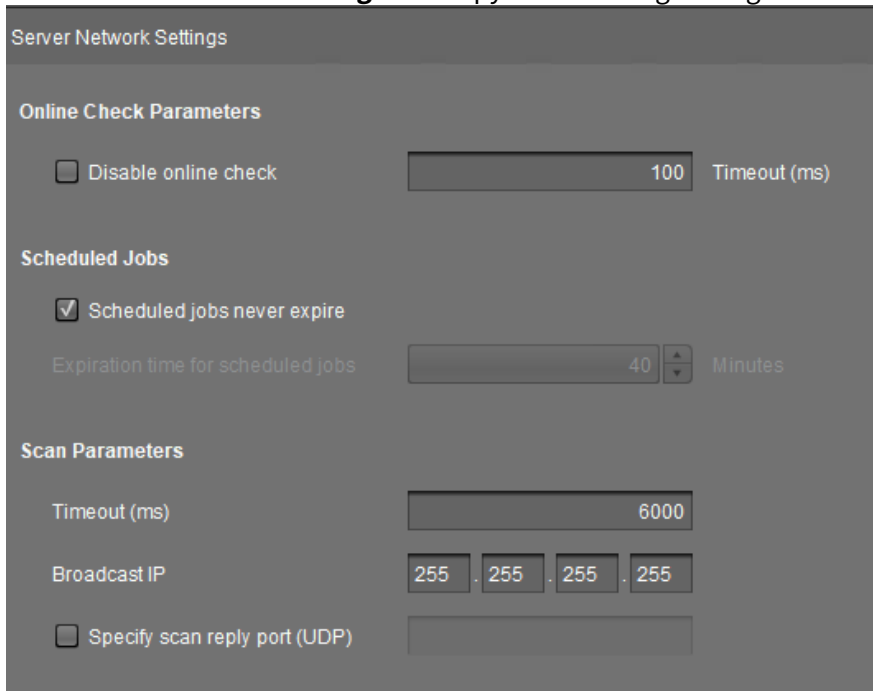 Server Network Settings
Online Check Parameters
Disable online check 100 Timeout (ms)
Scheduled Jobs
Scheduled jobs never expire
Expiration time for scheduled jobs 40 Minutes
Scan Parameters
Timeout (ms) 6000
Broadcast IP 255 . 255 . 255 . 255
Specify scan reply port (UDP)